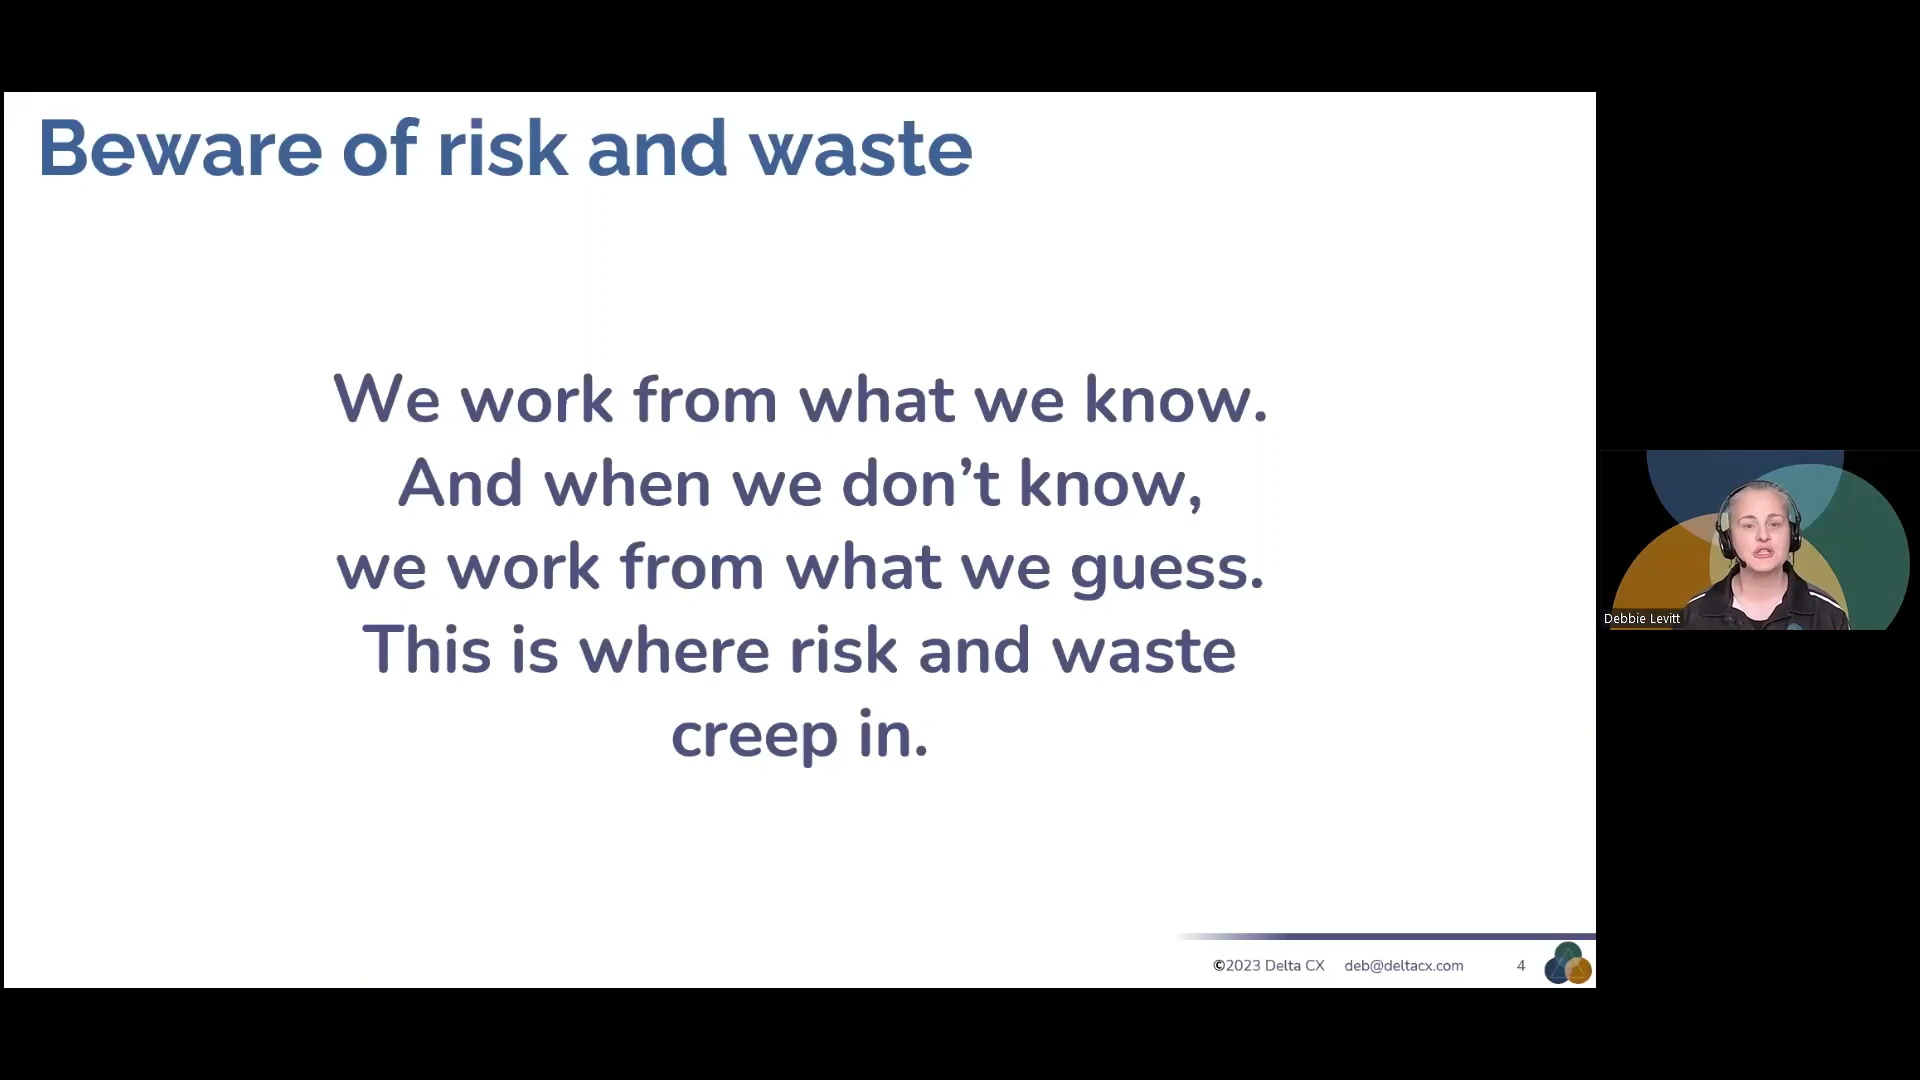 Beware of risk and waste
We work from what we know.
And when we don’t know,
we work from what we guess.
This is where risk and waste
creep in.
Debbie Levitt
©2023 Delta CX deb@deltacx.com 4